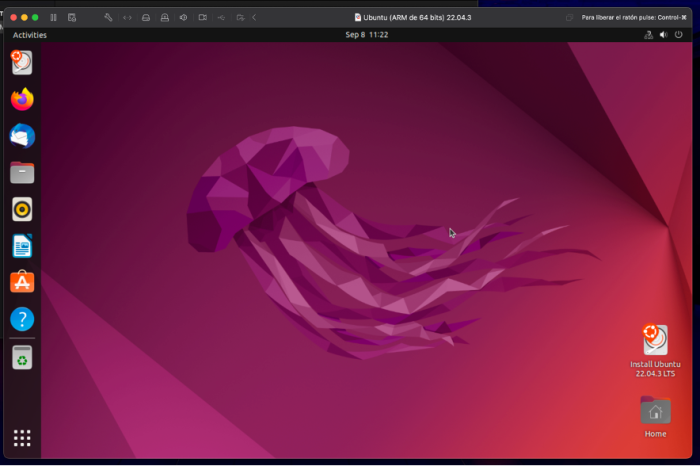 Ubuntu (ARM de 64 bits) 22.04.3
Para liberar el ratón pulse: Control-⌘
Activities
Sep 8 11:22
Install Ubuntu
22.04.3 LTS
Home